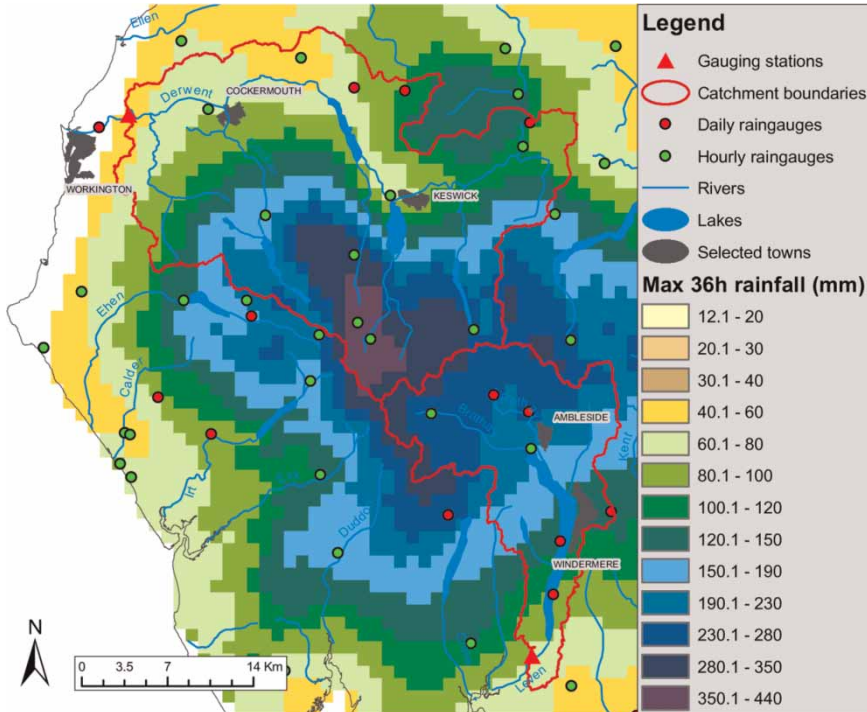 Ellen
Derwent
COCKERMOUTH
WORKINGTON
KESWICK
Ehen
Calder
Irt
Brathay
AMBLESIDE
Kent
Duddon
WINDERMERE
Leven
N
0 3.5 7 14 Km
Legend
Gauging stations
Catchment boundaries
Daily raingauges
Hourly raingauges
Rivers
Lakes
Selected towns
Max 36h rainfall (mm)
12.1 - 20
20.1 - 30
30.1 - 40
40.1 - 60
60.1 - 80
80.1 - 100
100.1 - 120
120.1 - 150
150.1 - 190
190.1 - 230
230.1 - 280
280.1 - 350
350.1 - 440